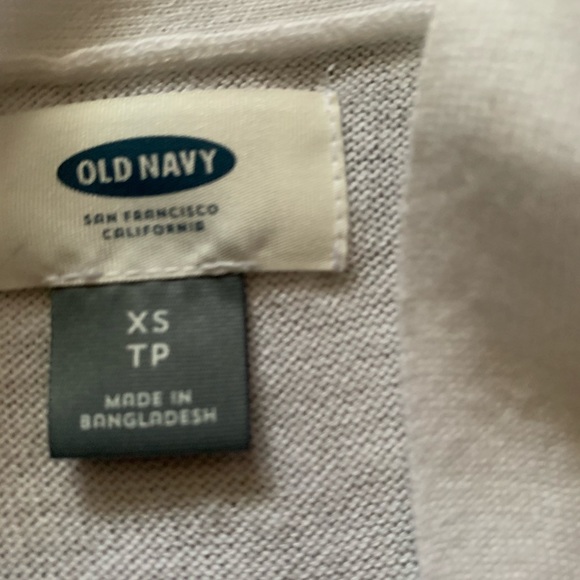 OLD NAVY
SAN FRANCISCO
CALIFORNIA
XS
TP
MADE IN
BANGLADESH